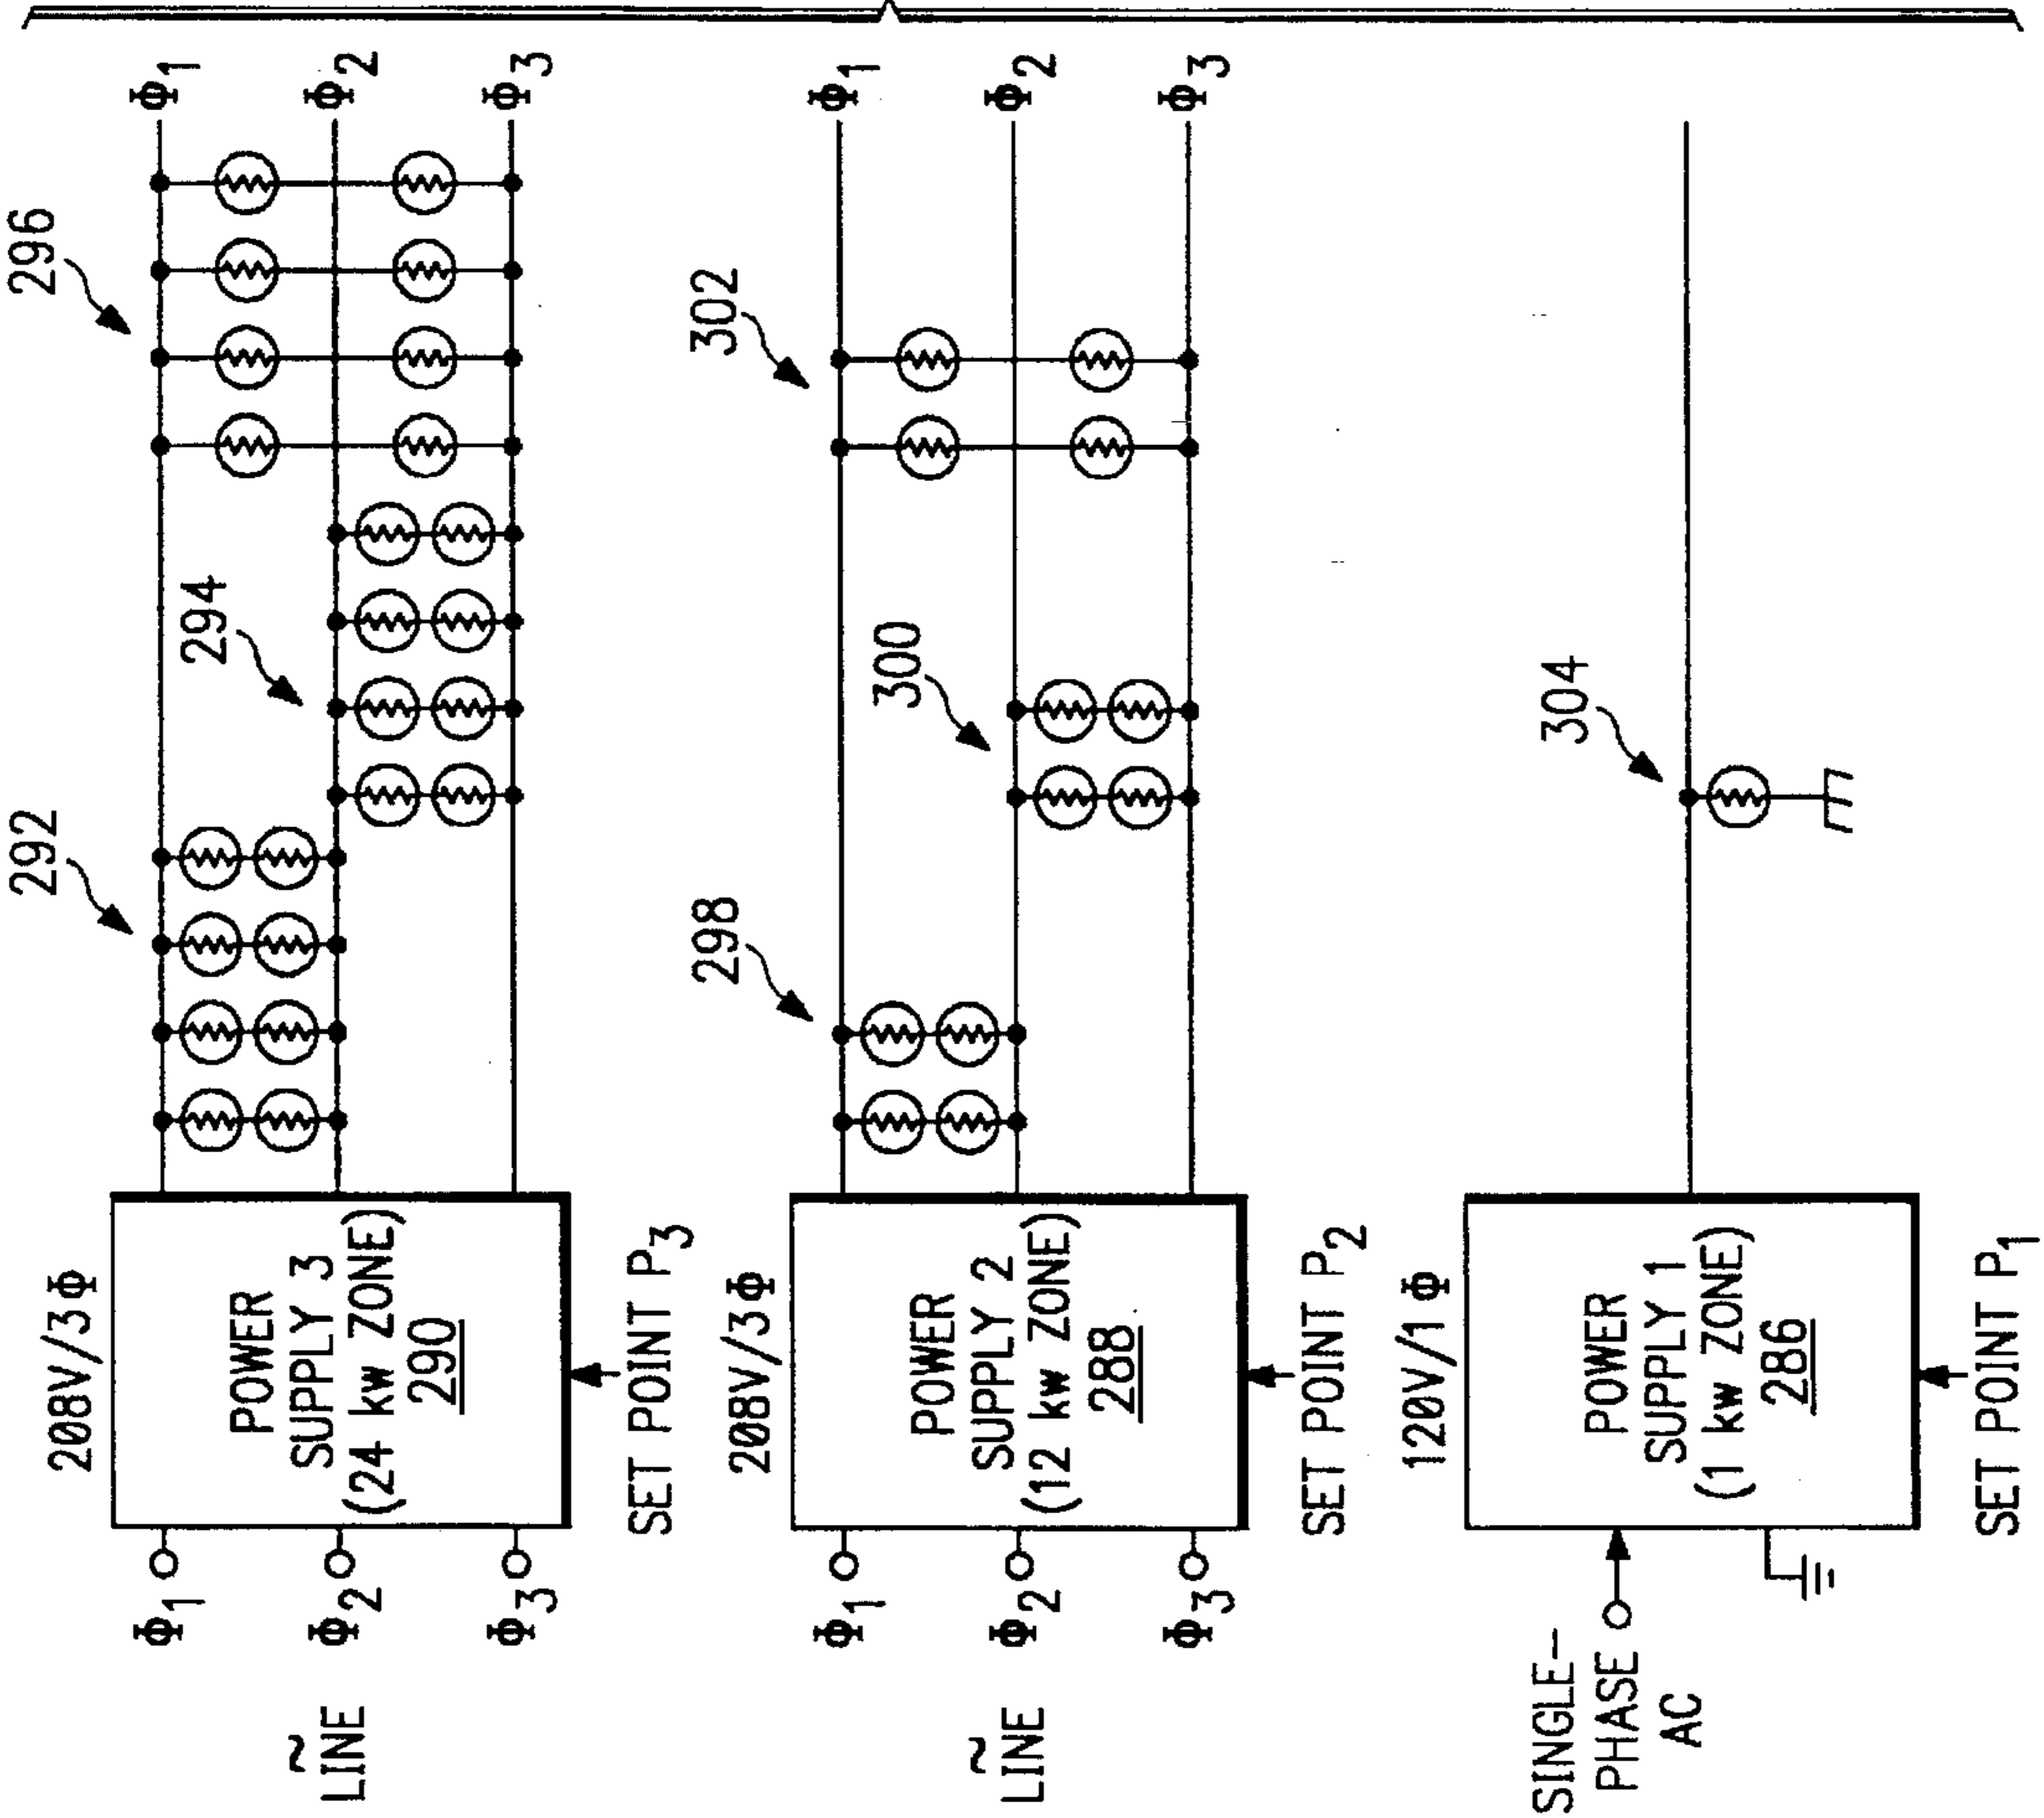 208V/3Φ
POWER
SUPPLY 3
(24 kw ZONE)
290
SET POINT P3
Φ1
Φ2
Φ3
~
LINE
292
294
296
Φ1
Φ2
Φ3
208V/3Φ
POWER
SUPPLY 2
(12 kw ZONE)
288
SET POINT P2
Φ1
Φ2
Φ3
~
LINE
298
300
302
Φ1
Φ2
Φ3
120V/1Φ
POWER
SUPPLY 1
(1 kw ZONE)
286
SET POINT P1
SINGLE-
PHASE
AC
304